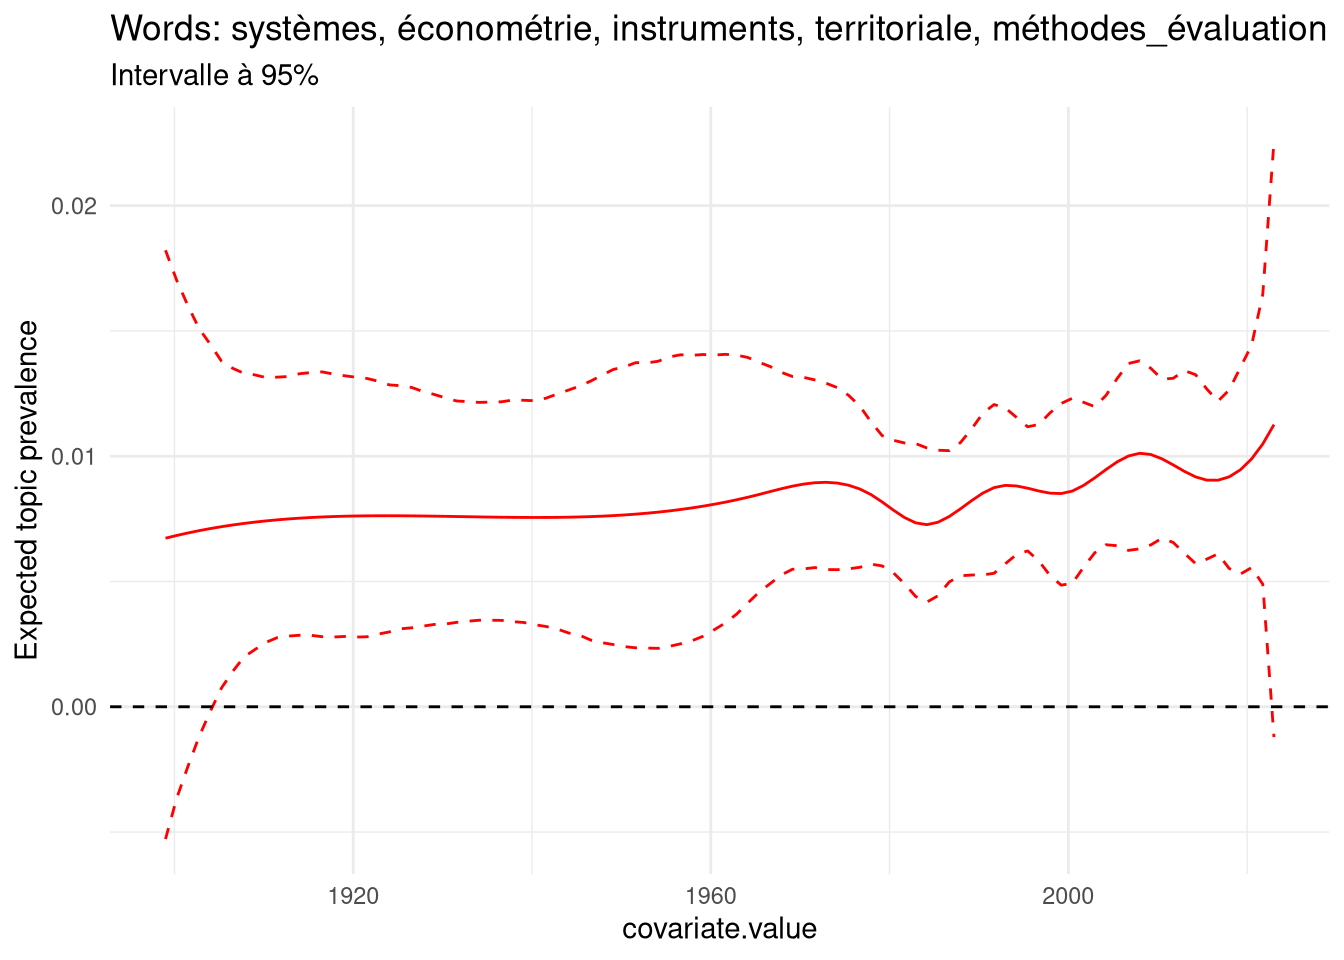 Words: systèmes, économétrie, instruments, territoriale, méthodes_évaluation
Intervalle à 95%
Expected topic prevalence
0.02
0.01
0.00
1920
1960
2000
covariate.value